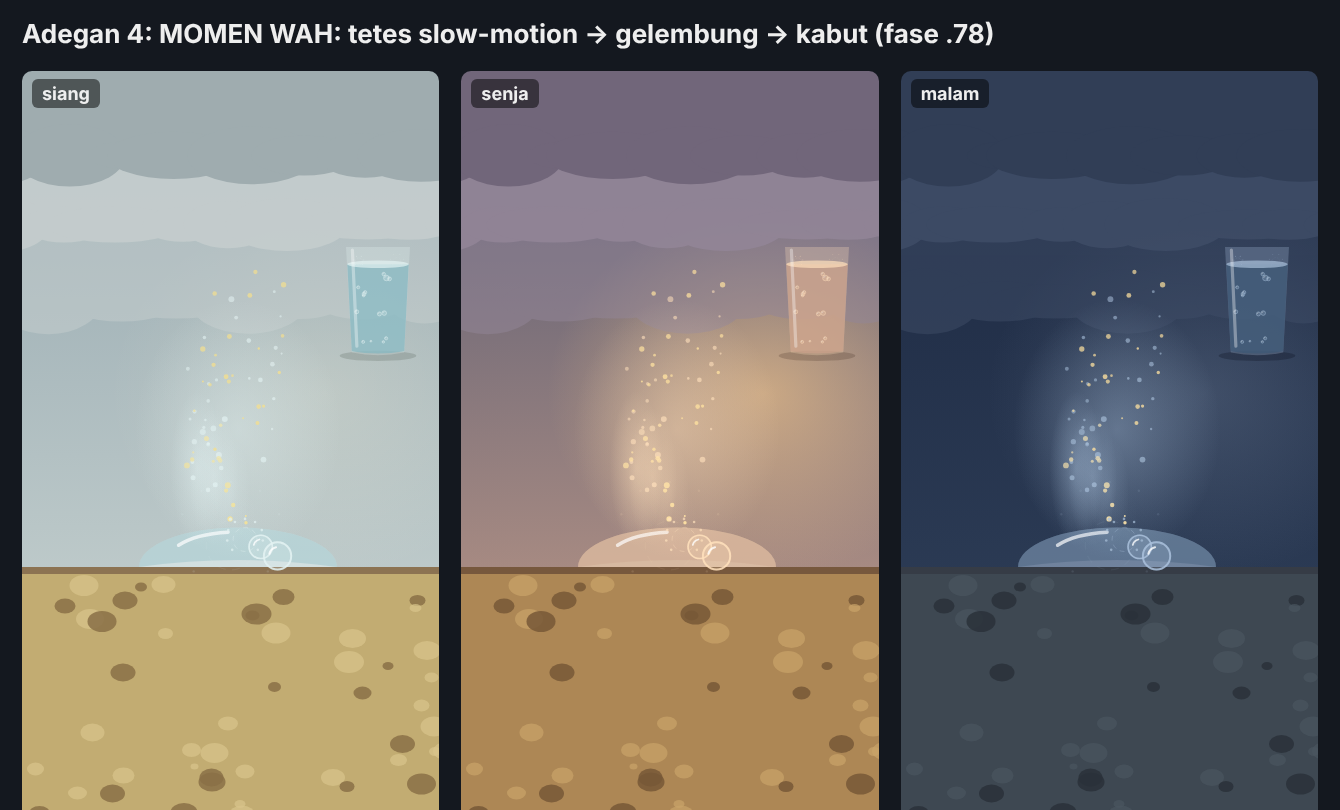 Adegan 4: MOMEN WAH: tetes slow-motion → gelembung → kabut (fase .78)
siang
senja
malam